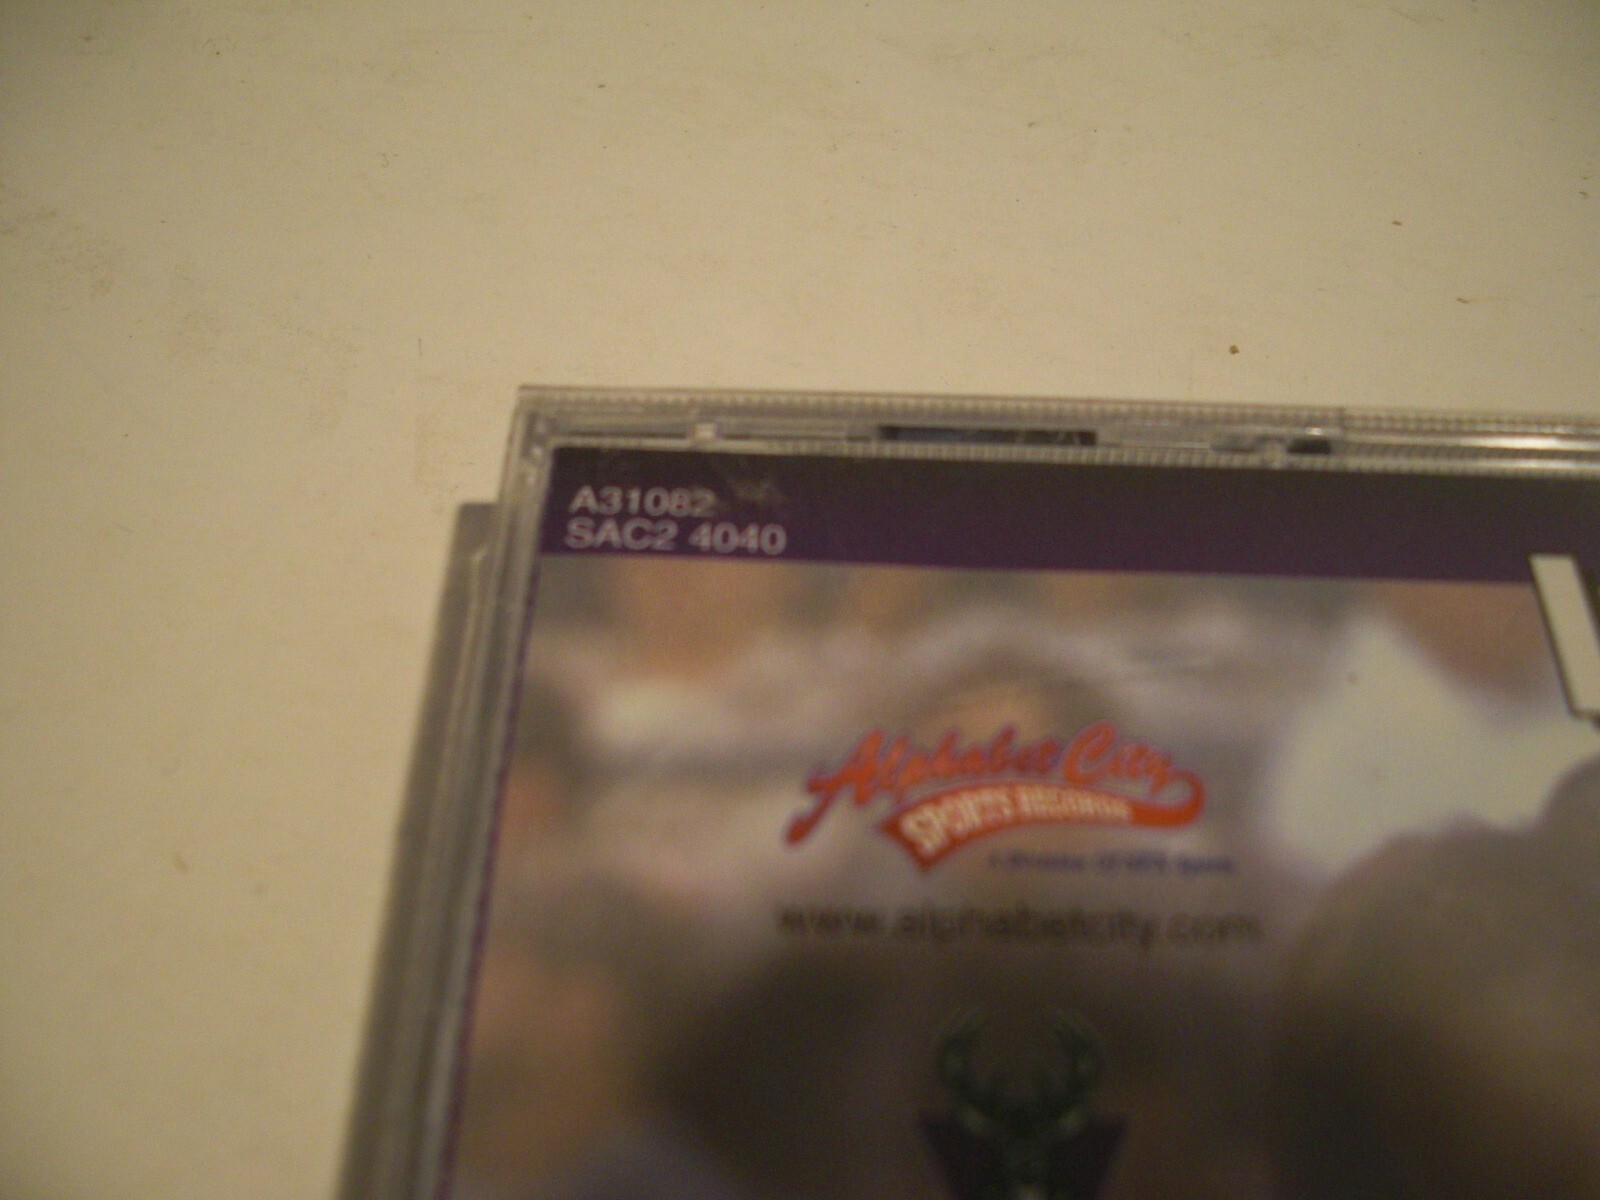 A31082
SAC2 4040
Alphabet City
SPORTS RECORDS
www.alphabetcity.com